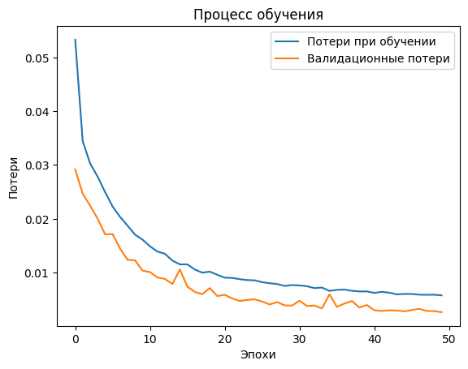 Процесс обучения
Потери при обучении
Валидационные потери
Потери
0.05
0.04
0.03
0.02
0.01
0
10
20
30
40
50
Эпохи